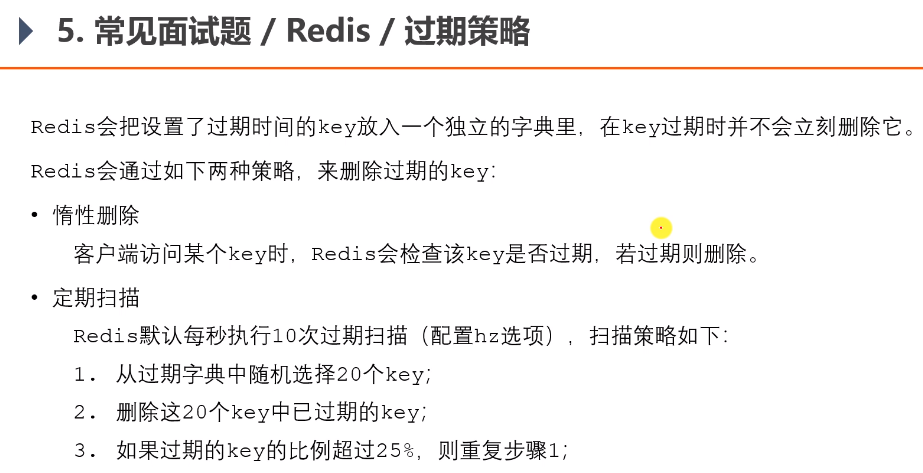 5. 常见面试题 / Redis / 过期策略
Redis会把设置了过期时间的key放入一个独立的字典里，在key过期时并不会立刻删除它。
Redis会通过如下两种策略，来删除过期的key：
• 惰性删除
客户端访问某个key时，Redis会检查该key是否过期，若过期则删除。
• 定期扫描
Redis默认每秒执行10次过期扫描（配置hz选项），扫描策略如下：
1. 从过期字典中随机选择20个key；
2. 删除这20个key中已过期的key；
3. 如果过期的key的比例超过25%，则重复步骤1；